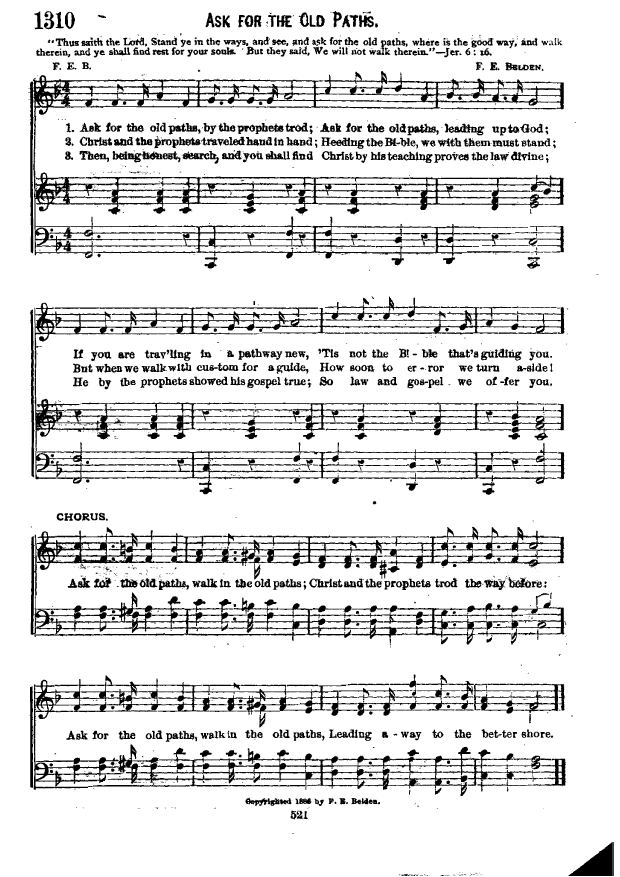 1310
ASK FOR THE OLD PATHS.
"Thus saith the Lord, Stand ye in the ways, and see, and ask for the old paths, where is the good way, and walk
therein, and ye shall find rest for your souls. But they said, We will not walk therein."—Jer. 6 : 16.
F. E. B. F. E. BELDEN.
1. Ask for the old paths, by the prophets trod; Ask for the old paths, leading up to God;
2. Christ and the prophets traveled hand in hand; Heeding the Bi-ble, we with them must stand;
3. Then, being honest, search, and you shall find Christ by his teaching proves the law divine;
If you are trav'ling in a pathway new, 'Tis not the Bi - ble that's guiding you.
But when we walk with cus-tom for a guide, How soon to er - ror we turn a-side!
He by the prophets showed his gospel true; So law and gos-pel we of-fer you.
CHORUS.
Ask for the old paths, walk in the old paths; Christ and the prophets trod the way before:
Ask for the old paths, walk in the old paths, Leading a - way to the bet-ter shore.
Copyrighted 1886 by F. E. Belden.
521